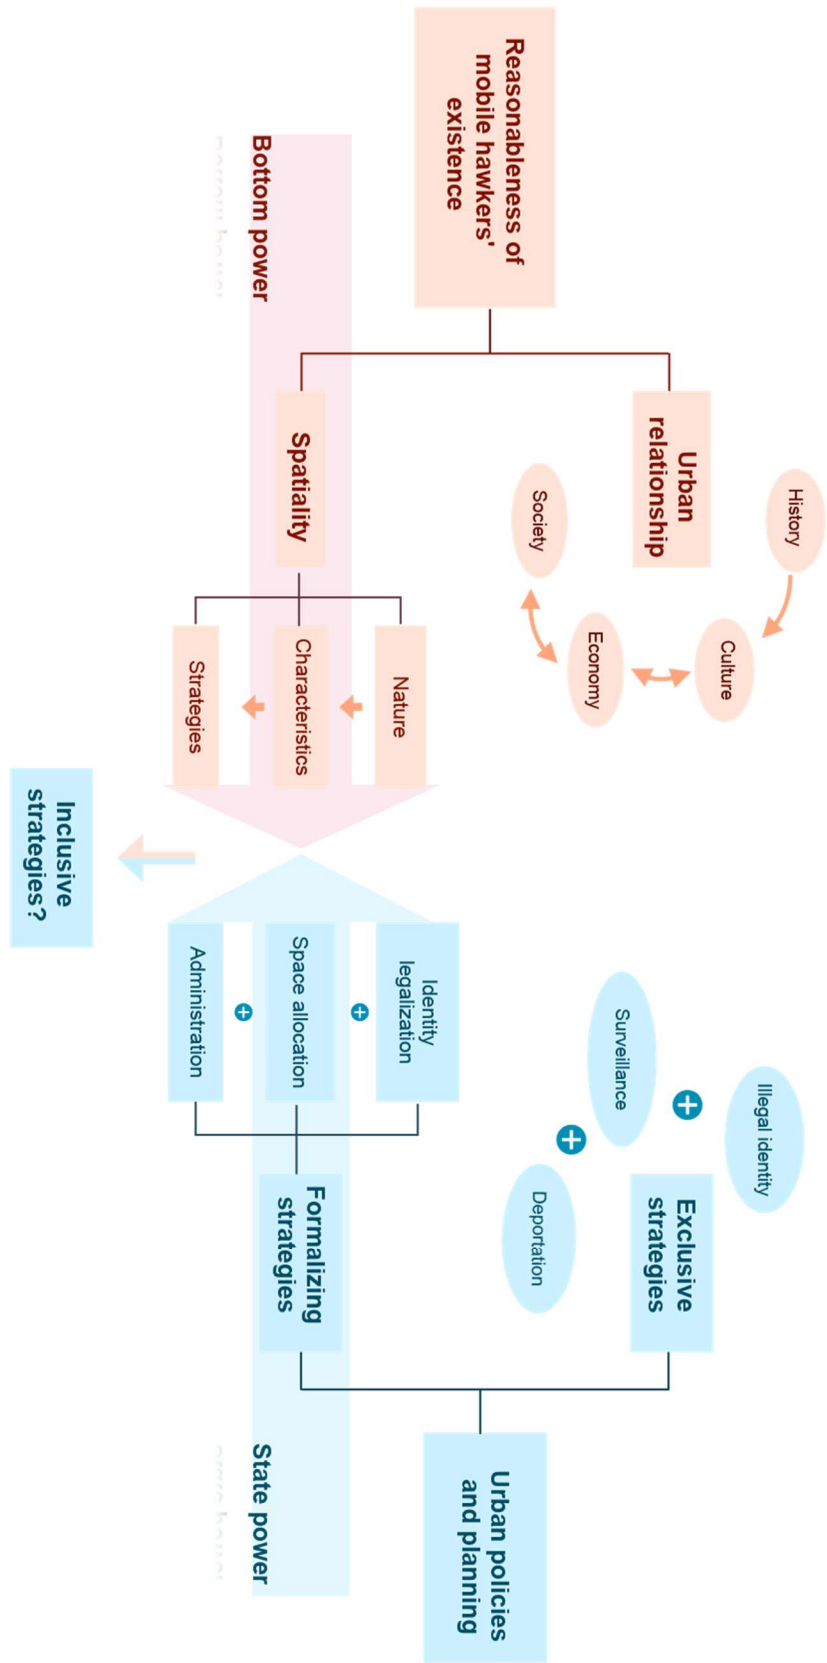 Reasonableness of
mobile hawkers'
existence
Urban
relationship
History
Culture
Economy
Society
Spatiality
Nature
Characteristics
Strategies
Bottom power
Urban policies
and planning
Exclusive
strategies
Illegal identity
Surveillance
Deportation
Formalizing
strategies
Identity
legalization
Space allocation
Administration
State power
Inclusive
strategies?